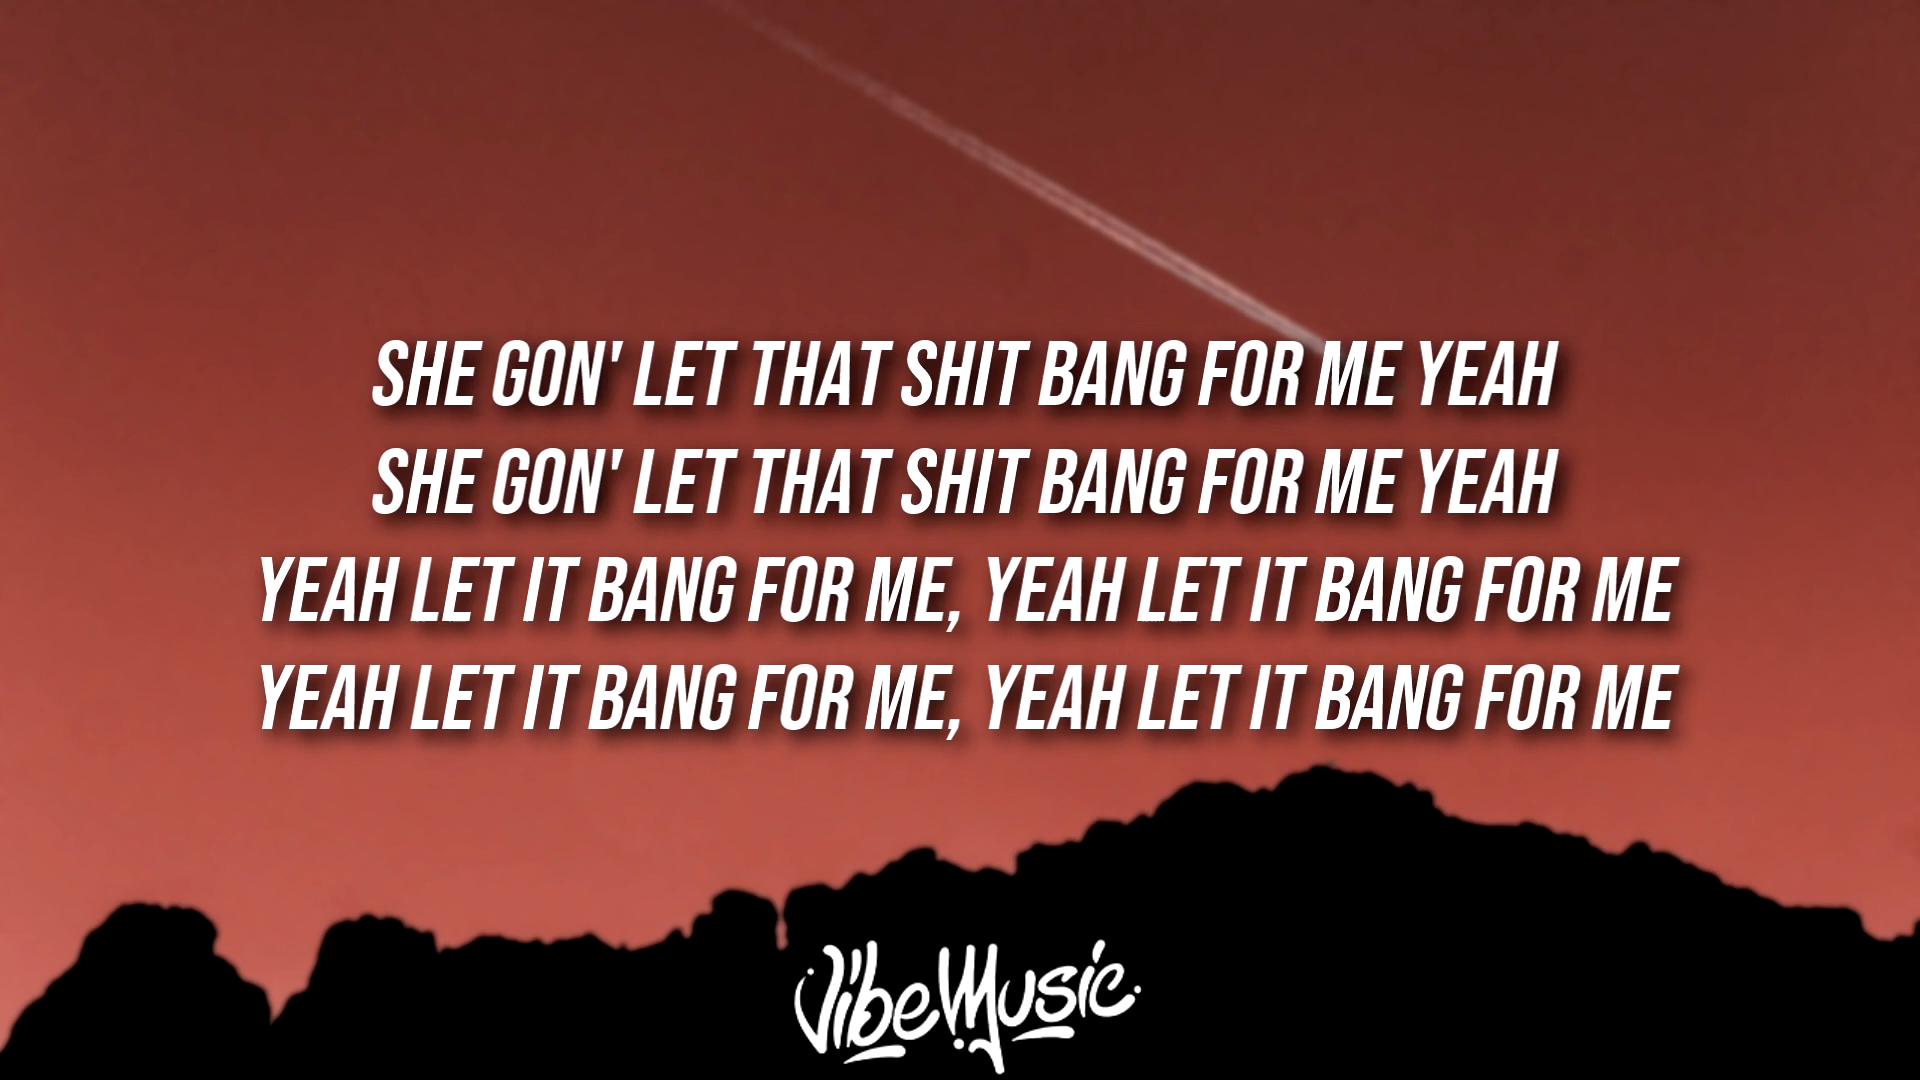 SHE GON' LET THAT SHIT BANG FOR ME YEAH
SHE GON' LET THAT SHIT BANG FOR ME YEAH
YEAH LET IT BANG FOR ME, YEAH LET IT BANG FOR ME
YEAH LET IT BANG FOR ME, YEAH LET IT BANG FOR ME
Vibe Music